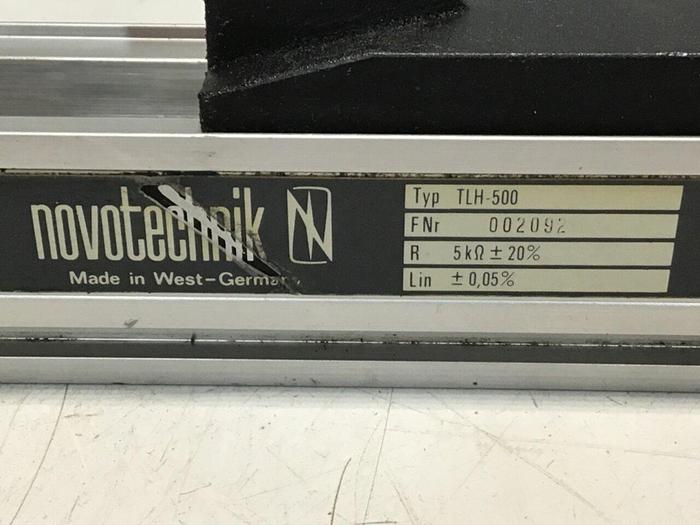 novotechnik
Made in West-Germany
Typ TLH-500
FNr 002092
R 5kΩ ± 20%
Lin ± 0,05%